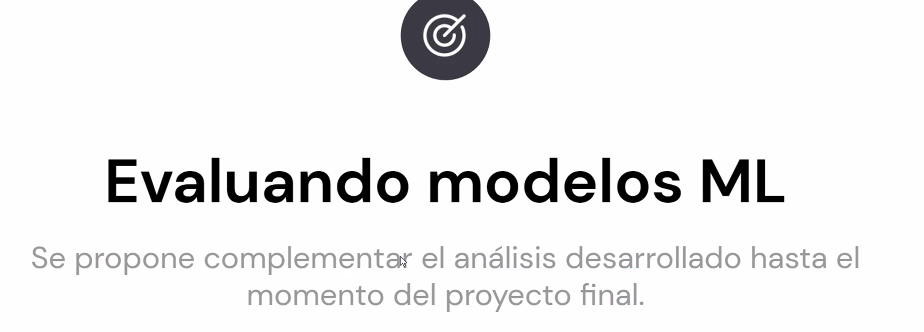 Evaluando modelos ML
Se propone complementar el análisis desarrollado hasta el
momento del proyecto final.